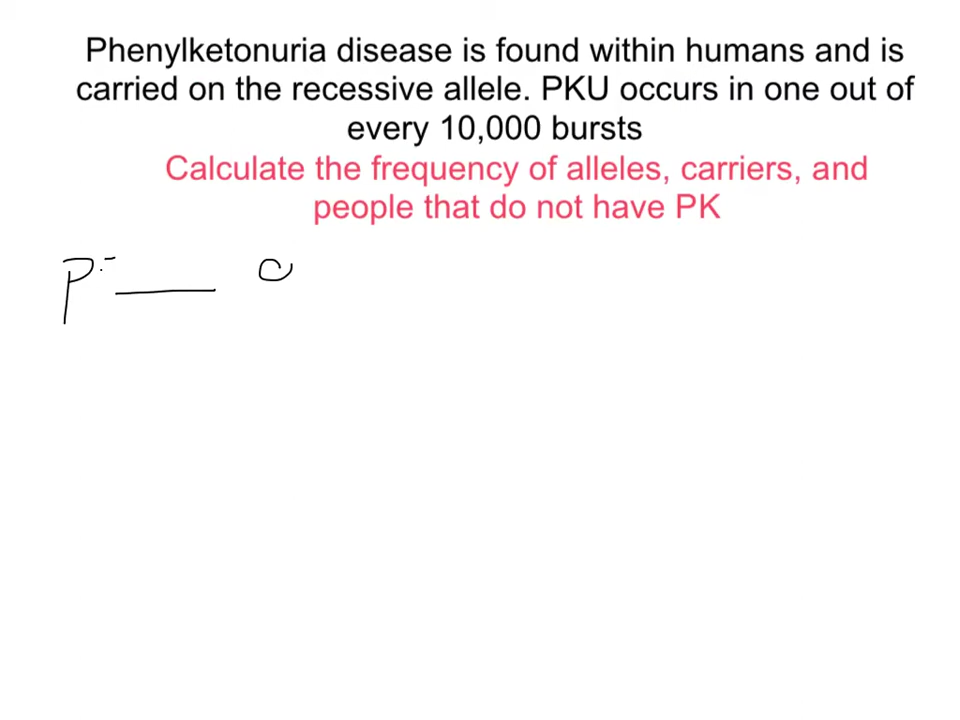 Phenylketonuria disease is found within humans and is
carried on the recessive allele. PKU occurs in one out of
every 10,000 bursts
Calculate the frequency of alleles, carriers, and
people that do not have PK
P=___